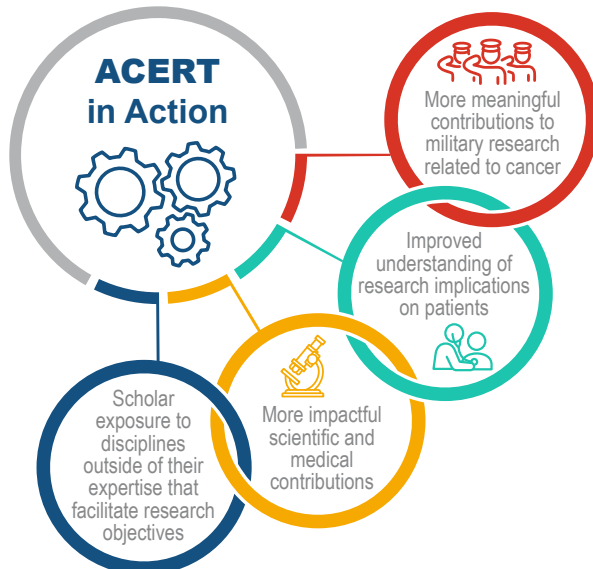 ACERT
in Action
More meaningful
contributions to
military research
related to cancer
Improved
understanding of
research implications
on patients
More impactful
scientific and
medical
contributions
Scholar
exposure to
disciplines
outside of their
expertise that
facilitate research
objectives